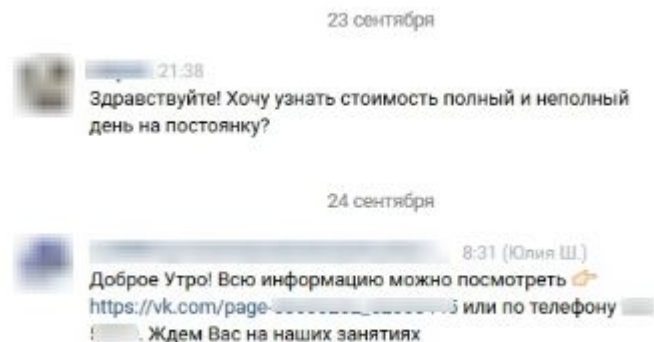 23 сентября
21:38
Здравствуйте! Хочу узнать стоимость полный и неполный
день на постоянку?
24 сентября
8:31 (Юлия Ш.)
Доброе Утро! Всю информацию можно посмотреть 👉
https://vk.com/page- или по телефону
. Ждем Вас на наших занятиях